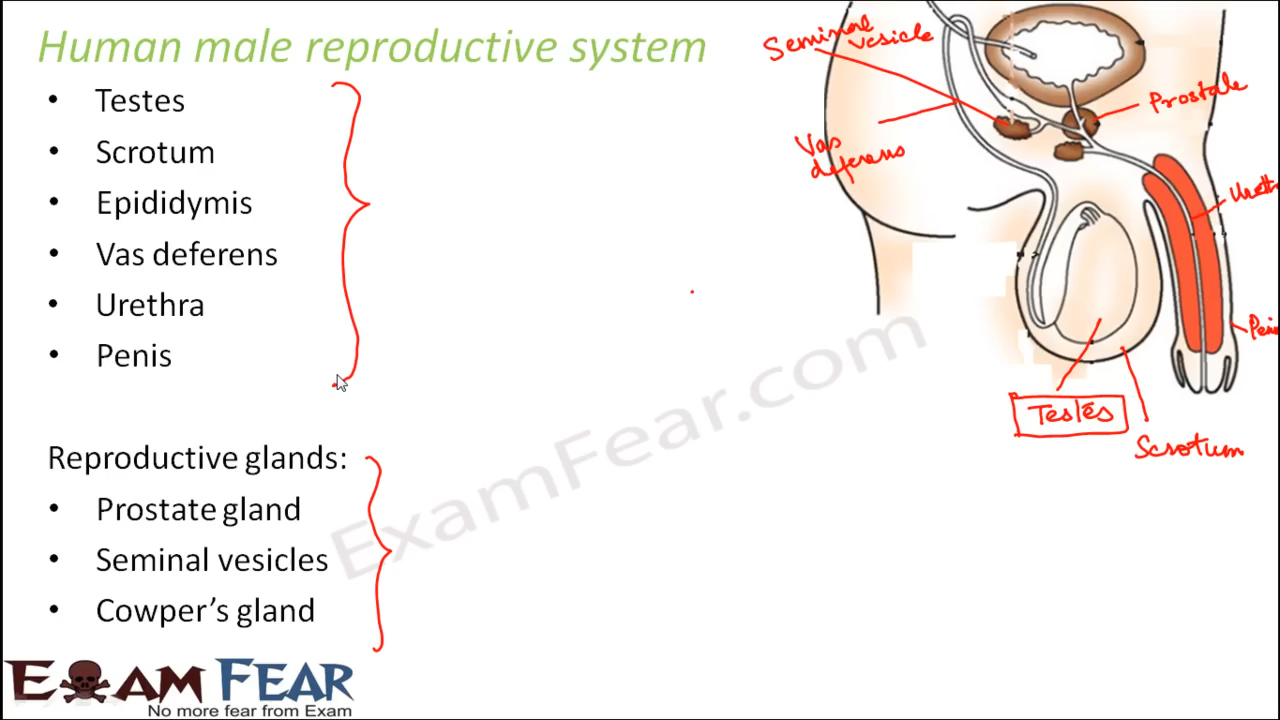 Human male reproductive system
• Testes
• Scrotum
• Epididymis
• Vas deferens
• Urethra
• Penis
Reproductive glands:
• Prostate gland
• Seminal vesicles
• Cowper's gland
Seminal
vesicle
Prostate
Vas
deferens
Testes
Scrotum
ExamFear.com
EXAM FEAR
No more fear from Exam